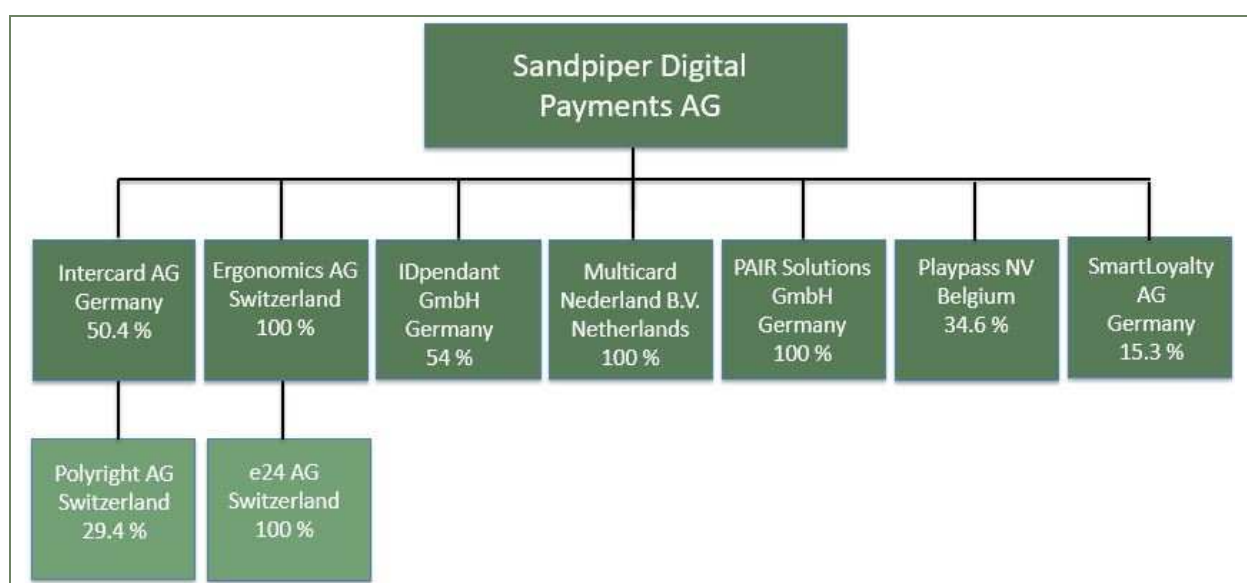 Sandpiper Digital
Payments AG
Intercard AG
Germany
50.4 %
Ergonomics AG
Switzerland
100 %
IDpendant
GmbH
Germany
54 %
Multicard
Nederland B.V.
Netherlands
100 %
PAIR Solutions
GmbH
Germany
100 %
Playpass NV
Belgium
34.6 %
SmartLoyalty
AG
Germany
15.3 %
Polyright AG
Switzerland
29.4 %
e24 AG
Switzerland
100 %